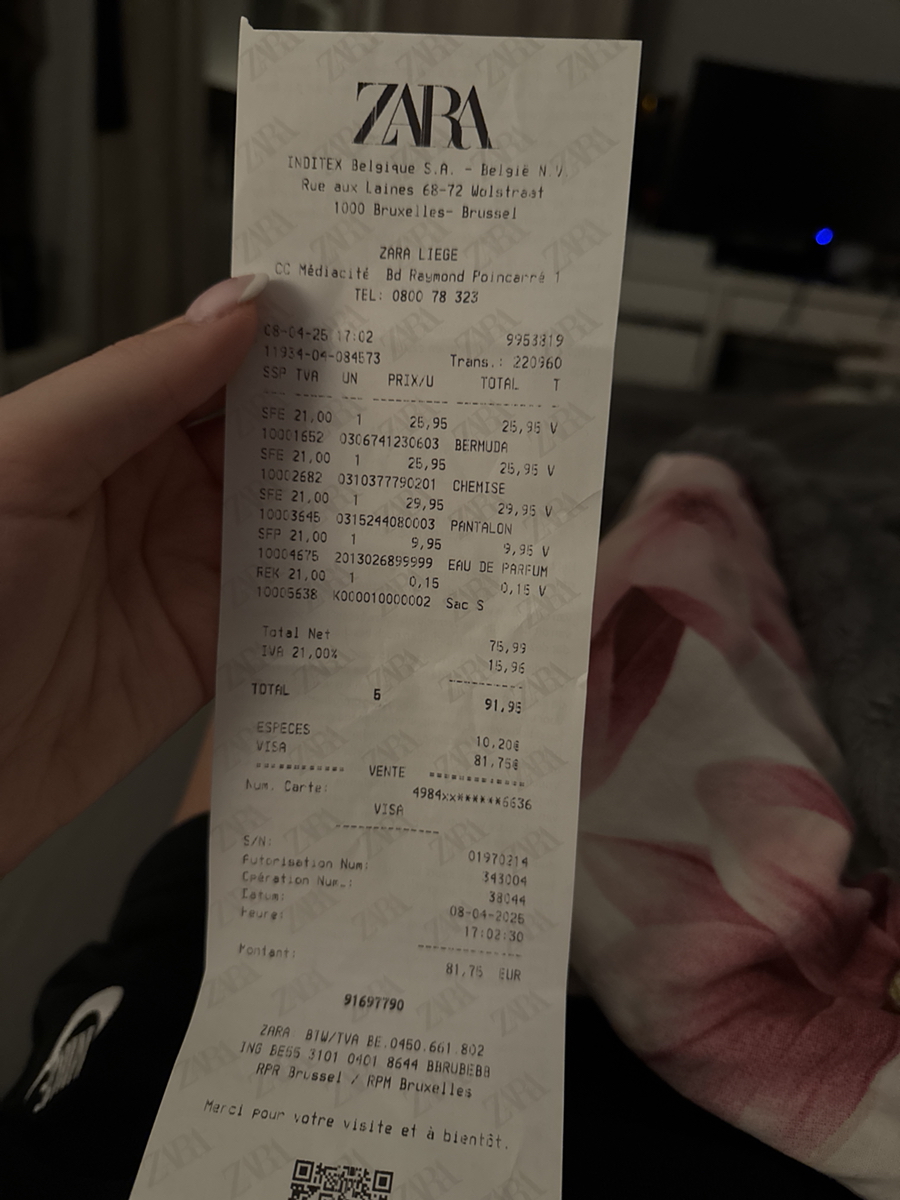 ZARA
INDITEX Belgique S.A. - België N.V.
Rue aux Laines 68-72 Wolstraat
1000 Bruxelles- Brussel
ZARA LIEGE
CC Médiacité Bd Raymond Poincarré 1
TEL: 0800 78 323
08-04-25 17:02 9953819
11934-04-084573 Trans.: 220960
SSP TVA UN PRIX/U TOTAL T
SFE 21,00 1 25,95 25,95 V
10001652 0306741230603 BERMUDA
SFE 21,00 1 25,95 25,95 V
10002682 0310377790201 CHEMISE
SFE 21,00 1 29,95 29,95 V
10003645 0315244080003 PANTALON
SFP 21,00 1 9,95 9,95 V
10004675 2013026899999 EAU DE PARFUM
REK 21,00 1 0,15 0,15 V
10005638 K000010000002 Sac S
Total Net 75,99
IVA 21,00% 15,96
TOTAL 5 91,95
ESPECES 10,20€
VISA 81,75€
VENTE
Num. Carte: 4984xx******6636
VISA
S/N: 01970214
Autorisation Num: 343004
Opération Num.: 38044
Datum: 08-04-2025
Heure: 17:02:30
Montant: 81,75 EUR
91697790
ZARA BTW/TVA BE.0450.661.802
ING BE55 3101 0401 8644 BBRUBEBB
RPR Brussel / RPM Bruxelles
Merci pour votre visite et à bientôt.